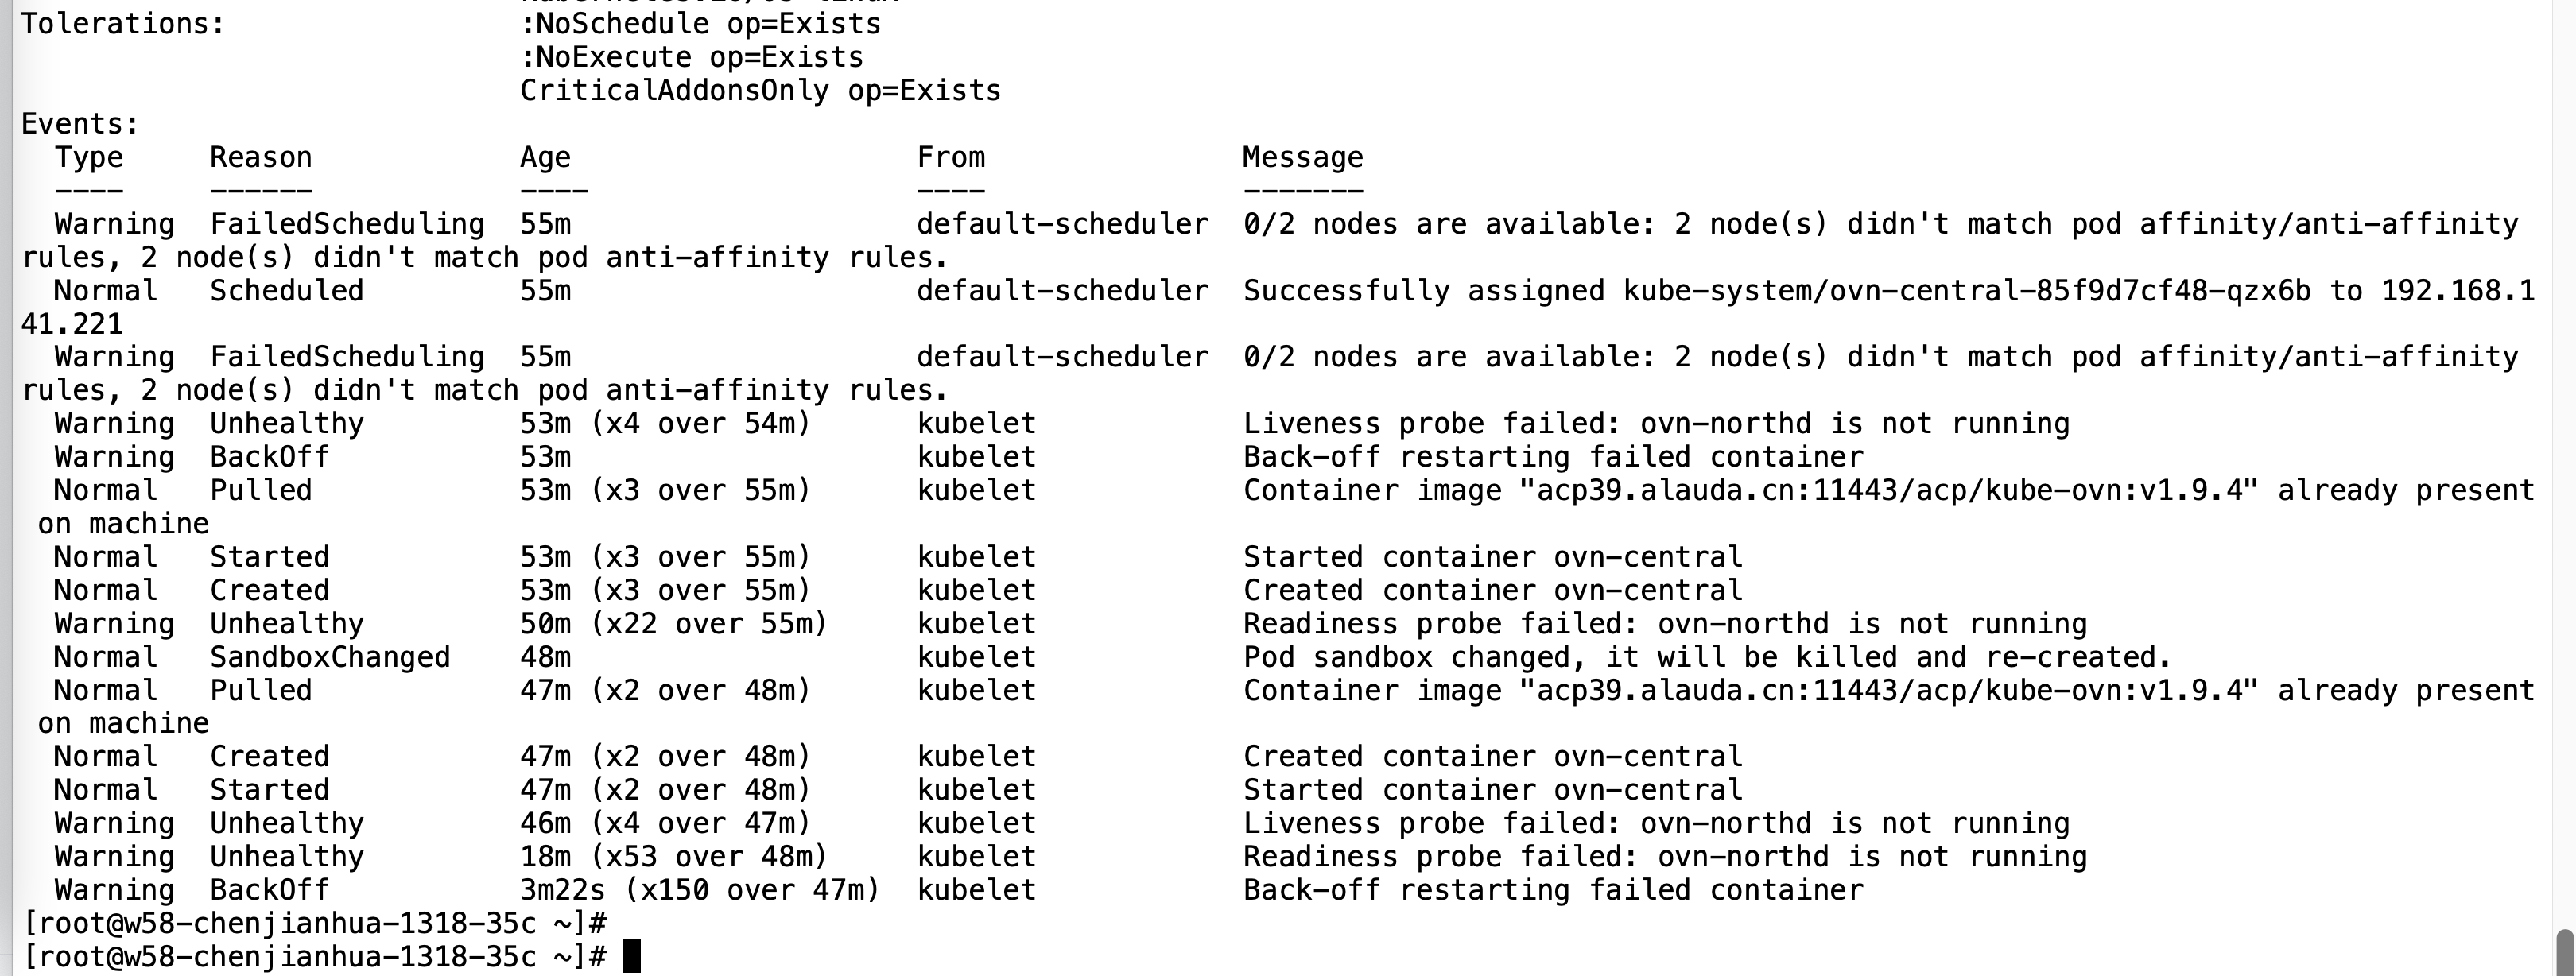 Tolerations:                 :NoSchedule op=Exists
                             :NoExecute op=Exists
                             CriticalAddonsOnly op=Exists
Events:
  Type     Reason            Age                    From               Message
  ----     ------            ----                   ----               -------
  Warning  FailedScheduling  55m                    default-scheduler  0/2 nodes are available: 2 node(s) didn't match pod affinity/anti-affinity
rules, 2 node(s) didn't match pod anti-affinity rules.
  Normal   Scheduled         55m                    default-scheduler  Successfully assigned kube-system/ovn-central-85f9d7cf48-qzx6b to 192.168.1
41.221
  Warning  FailedScheduling  55m                    default-scheduler  0/2 nodes are available: 2 node(s) didn't match pod affinity/anti-affinity
rules, 2 node(s) didn't match pod anti-affinity rules.
  Warning  Unhealthy         53m (x4 over 54m)      kubelet            Liveness probe failed: ovn-northd is not running
  Warning  BackOff           53m                    kubelet            Back-off restarting failed container
  Normal   Pulled            53m (x3 over 55m)      kubelet            Container image "acp39.alauda.cn:11443/acp/kube-ovn:v1.9.4" already present
 on machine
  Normal   Started           53m (x3 over 55m)      kubelet            Started container ovn-central
  Normal   Created           53m (x3 over 55m)      kubelet            Created container ovn-central
  Warning  Unhealthy         50m (x22 over 55m)     kubelet            Readiness probe failed: ovn-northd is not running
  Normal   SandboxChanged    48m                    kubelet            Pod sandbox changed, it will be killed and re-created.
  Normal   Pulled            47m (x2 over 48m)      kubelet            Container image "acp39.alauda.cn:11443/acp/kube-ovn:v1.9.4" already present
 on machine
  Normal   Created           47m (x2 over 48m)      kubelet            Created container ovn-central
  Normal   Started           47m (x2 over 48m)      kubelet            Started container ovn-central
  Warning  Unhealthy         46m (x4 over 47m)      kubelet            Liveness probe failed: ovn-northd is not running
  Warning  Unhealthy         18m (x53 over 48m)     kubelet            Readiness probe failed: ovn-northd is not running
  Warning  BackOff           3m22s (x150 over 47m)  kubelet            Back-off restarting failed container
[root@w58-chenjianhua-1318-35c ~]#
[root@w58-chenjianhua-1318-35c ~]#